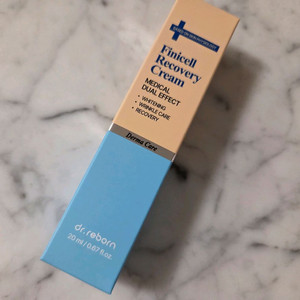 Finicell
Recovery
Cream
MEDICAL
DUAL EFFECT
• WHITENING
• WRINKLE CARE
• RECOVERY
Derma Care
dr. reborn
20 ml / 0.67 fl.oz.